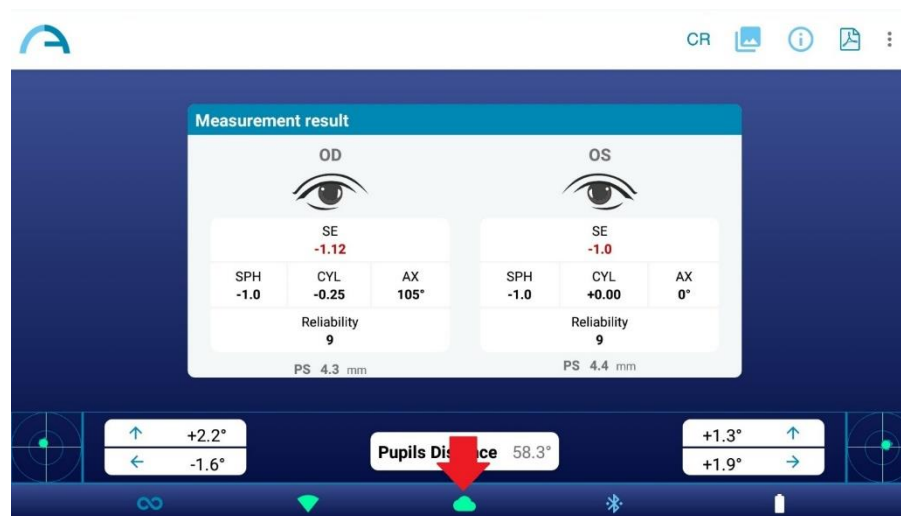 CR
Measurement result
OD OS
SE SE
-1.12 -1.0
SPH CYL AX SPH CYL AX
-1.0 -0.25 105° -1.0 +0.00 0°
Reliability Reliability
9 9
PS 4.3 mm PS 4.4 mm
+2.2° +1.3°
Pupils 58.3°
-1.6° +1.9°